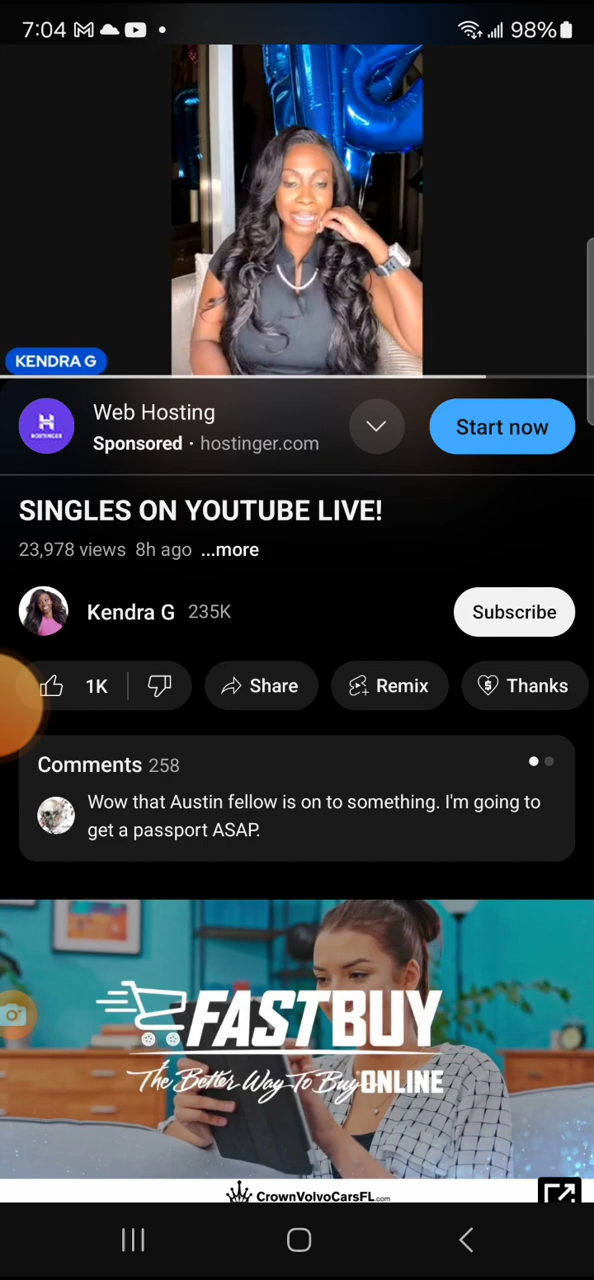 7:04
98%
KENDRA G
H
HOSTINGER
Web Hosting
Sponsored · hostinger.com
Start now
SINGLES ON YOUTUBE LIVE!
23,978 views 8h ago ...more
Kendra G 235K
Subscribe
1K
Share
Remix
Thanks
Comments 258
Wow that Austin fellow is on to something. I'm going to
get a passport ASAP.
FASTBUY
The Better Way To Buy ONLINE
CrownVolvoCarsFL.com